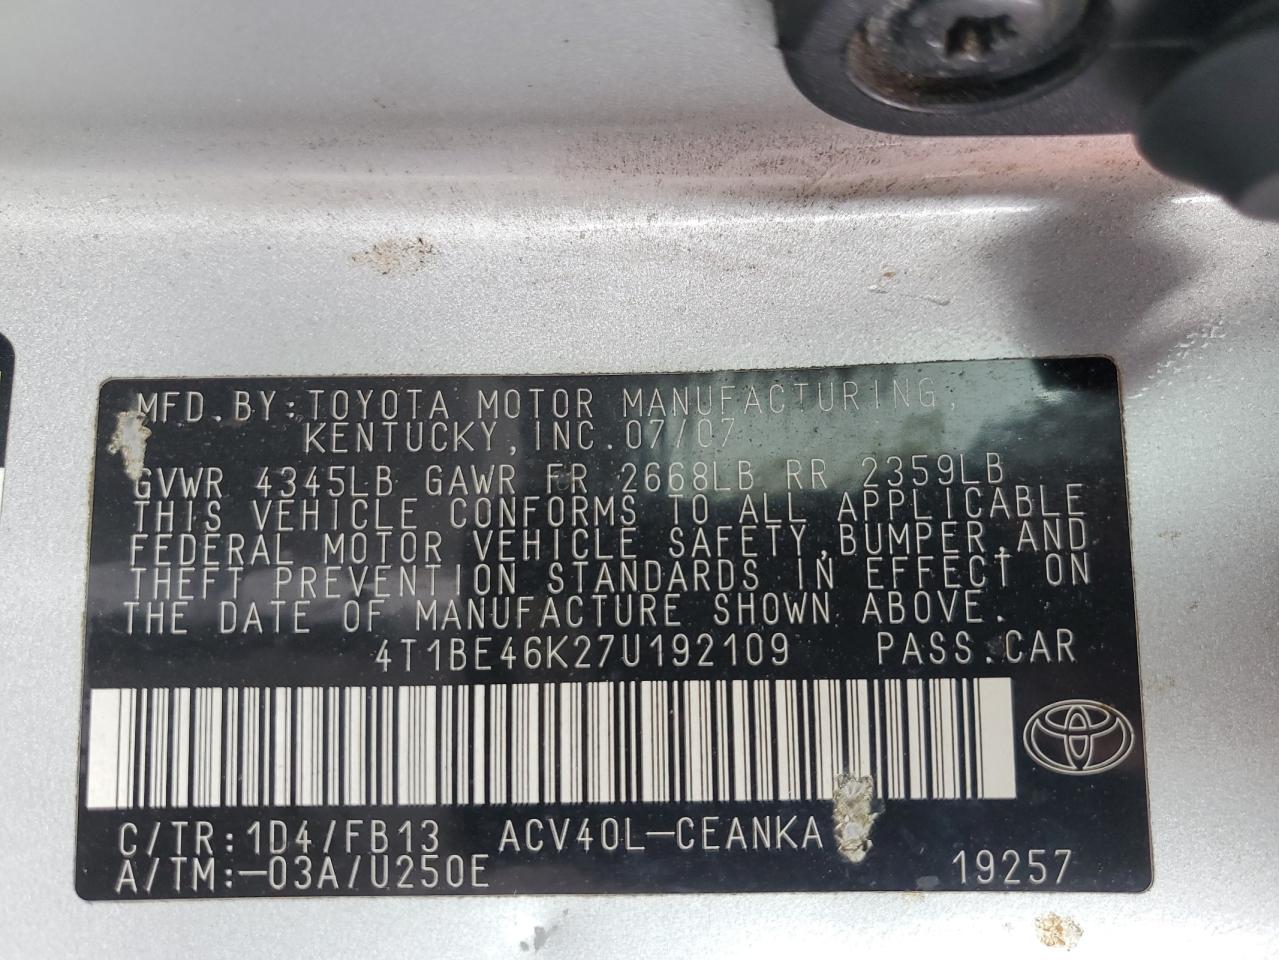 MFD.BY:TOYOTA MOTOR MANUFACTURING,
KENTUCKY,INC.07/07
GVWR 4345LB GAWR FR 2668LB RR 2359LB
THIS VEHICLE CONFORMS TO ALL APPLICABLE
FEDERAL MOTOR VEHICLE SAFETY,BUMPER,AND
THEFT PREVENTION STANDARDS IN EFFECT ON
THE DATE OF MANUFACTURE SHOWN ABOVE.
4T1BE46K27U192109 PASS.CAR
C/TR:1D4/FB13 ACV40L-CEANKA
A/TM:-03A/U250E 19257